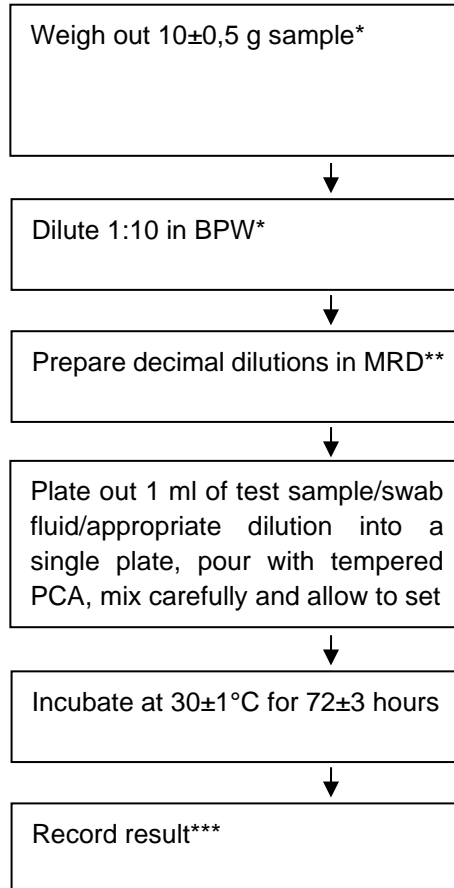 Weigh out 10±0,5 g sample*
Dilute 1:10 in BPW*
Prepare decimal dilutions in MRD**
Plate out 1 ml of test sample/swab
fluid/appropriate dilution into a
single plate, pour with tempered
PCA, mix carefully and allow to set
Incubate at 30±1°C for 72±3 hours
Record result***